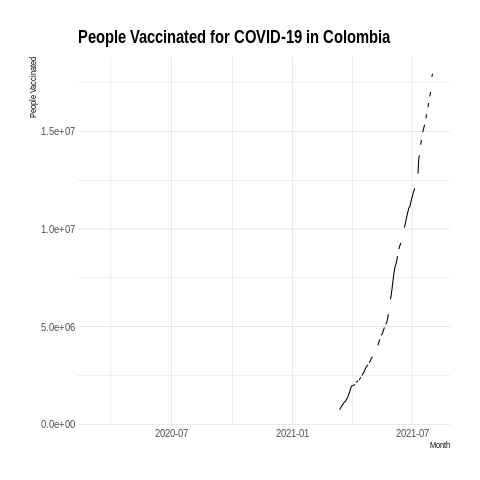 People Vaccinated for COVID-19 in Colombia
People Vaccinated
1.5e+07
1.0e+07
5.0e+06
0.0e+00
2020-07
2021-01
2021-07
Month